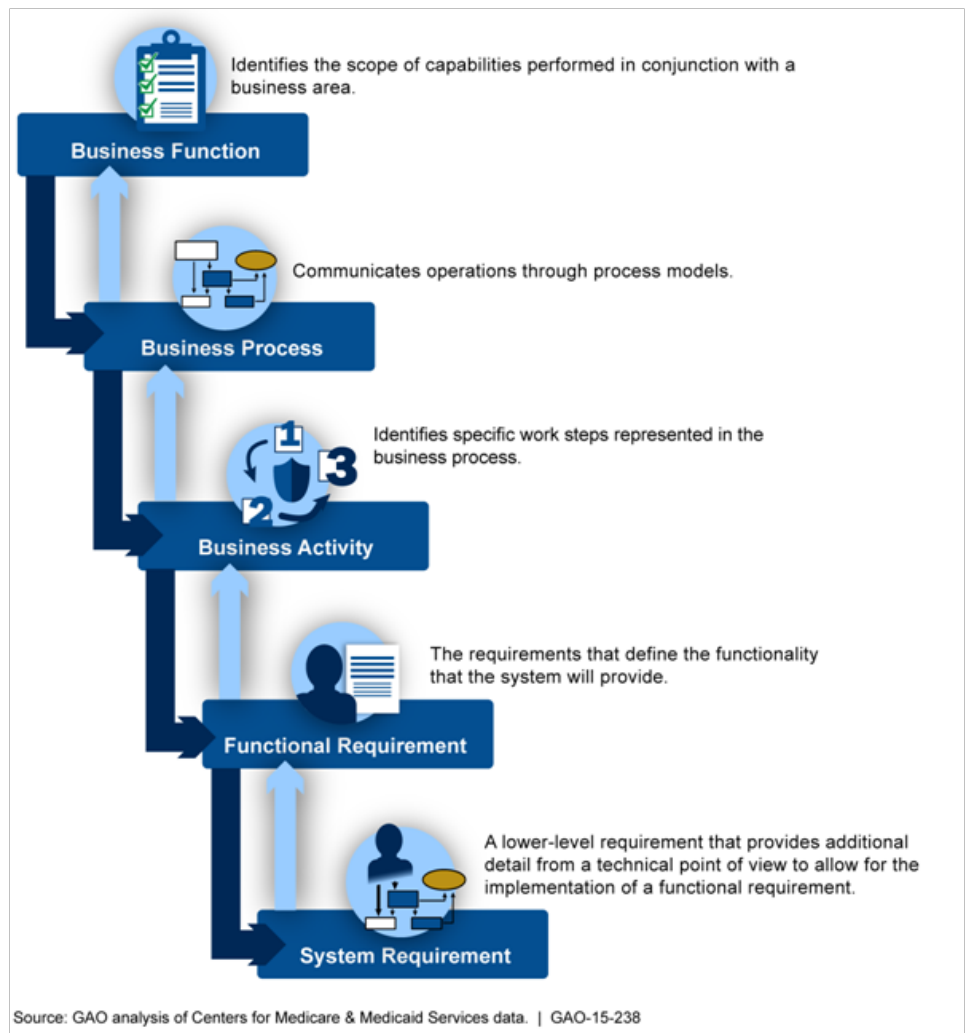 Identifies the scope of capabilities performed in conjunction with a
business area.
Business Function
Communicates operations through process models.
Business Process
1
3
2
Identifies specific work steps represented in the
business process.
Business Activity
The requirements that define the functionality
that the system will provide.
Functional Requirement
A lower-level requirement that provides additional
detail from a technical point of view to allow for the
implementation of a functional requirement.
System Requirement
Source: GAO analysis of Centers for Medicare & Medicaid Services data. | GAO-15-238